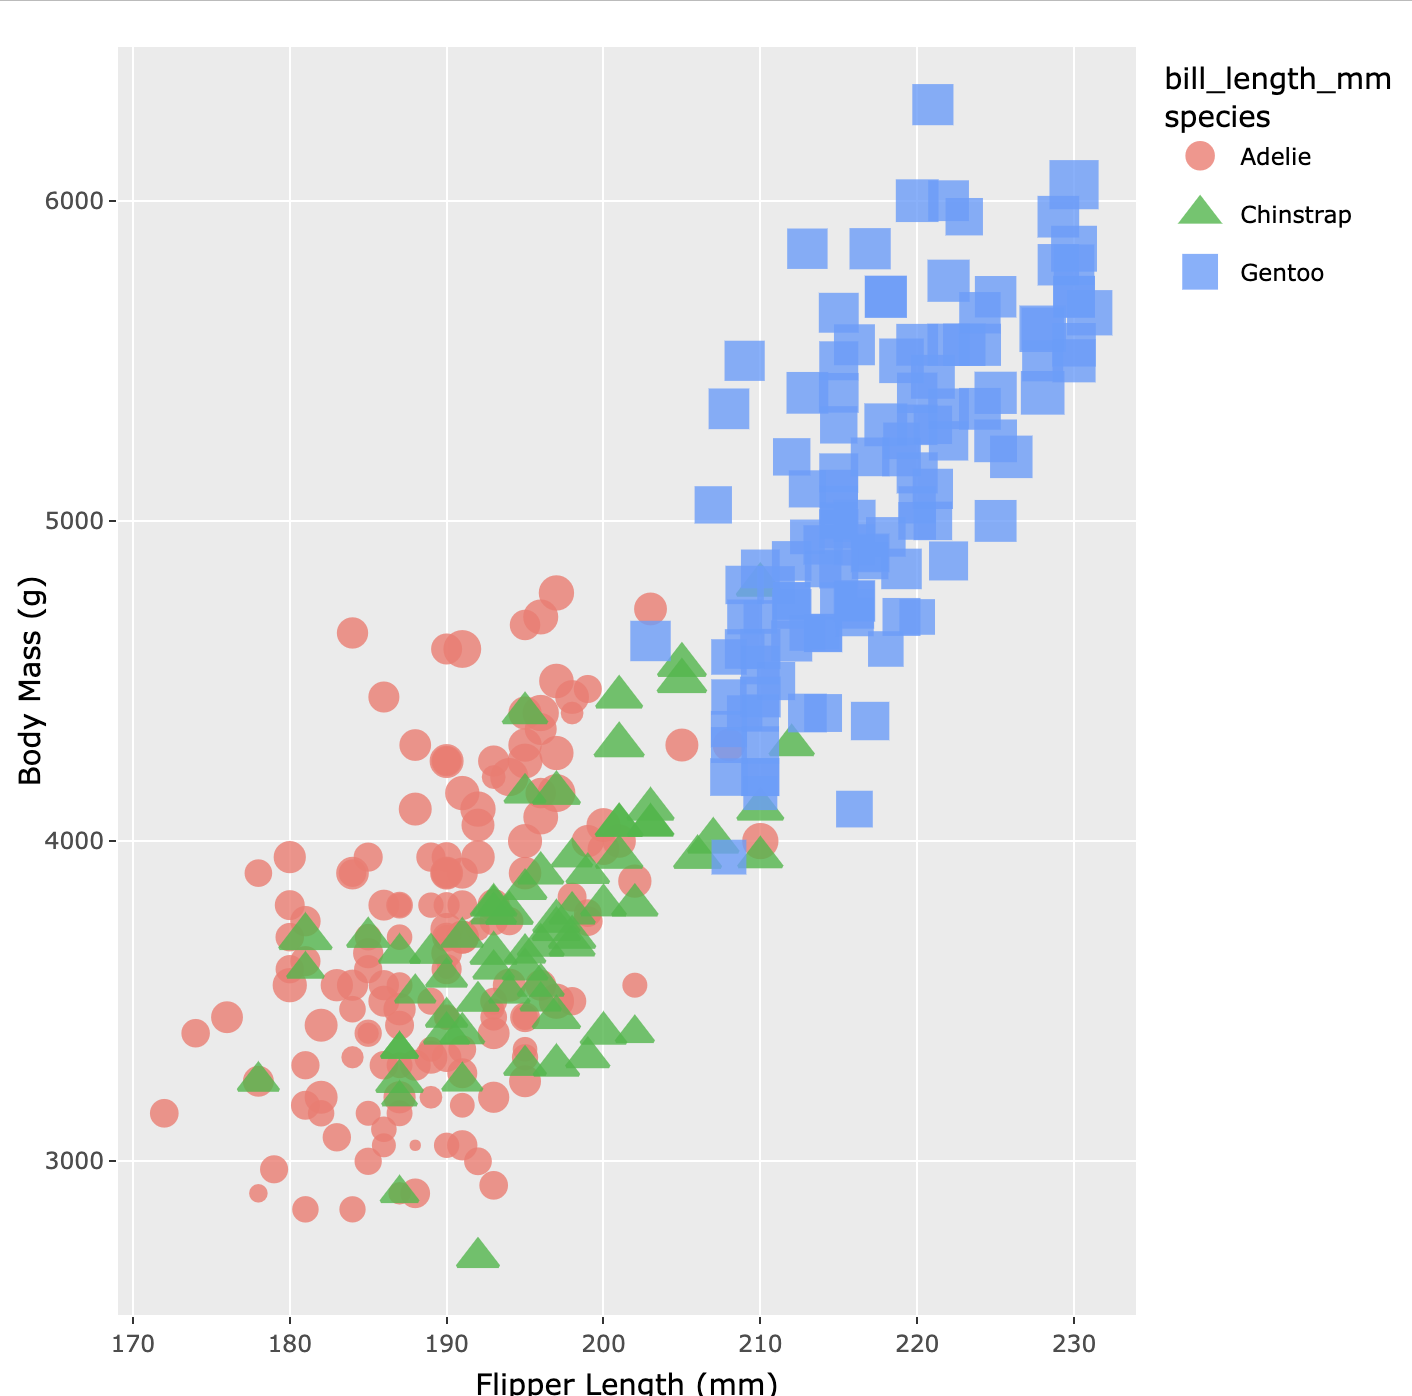 bill_length_mm
species
Adelie
Chinstrap
Gentoo
6000
5000
4000
3000
Body Mass (g)
170 180 190 200 210 220 230
Flipper Length (mm)